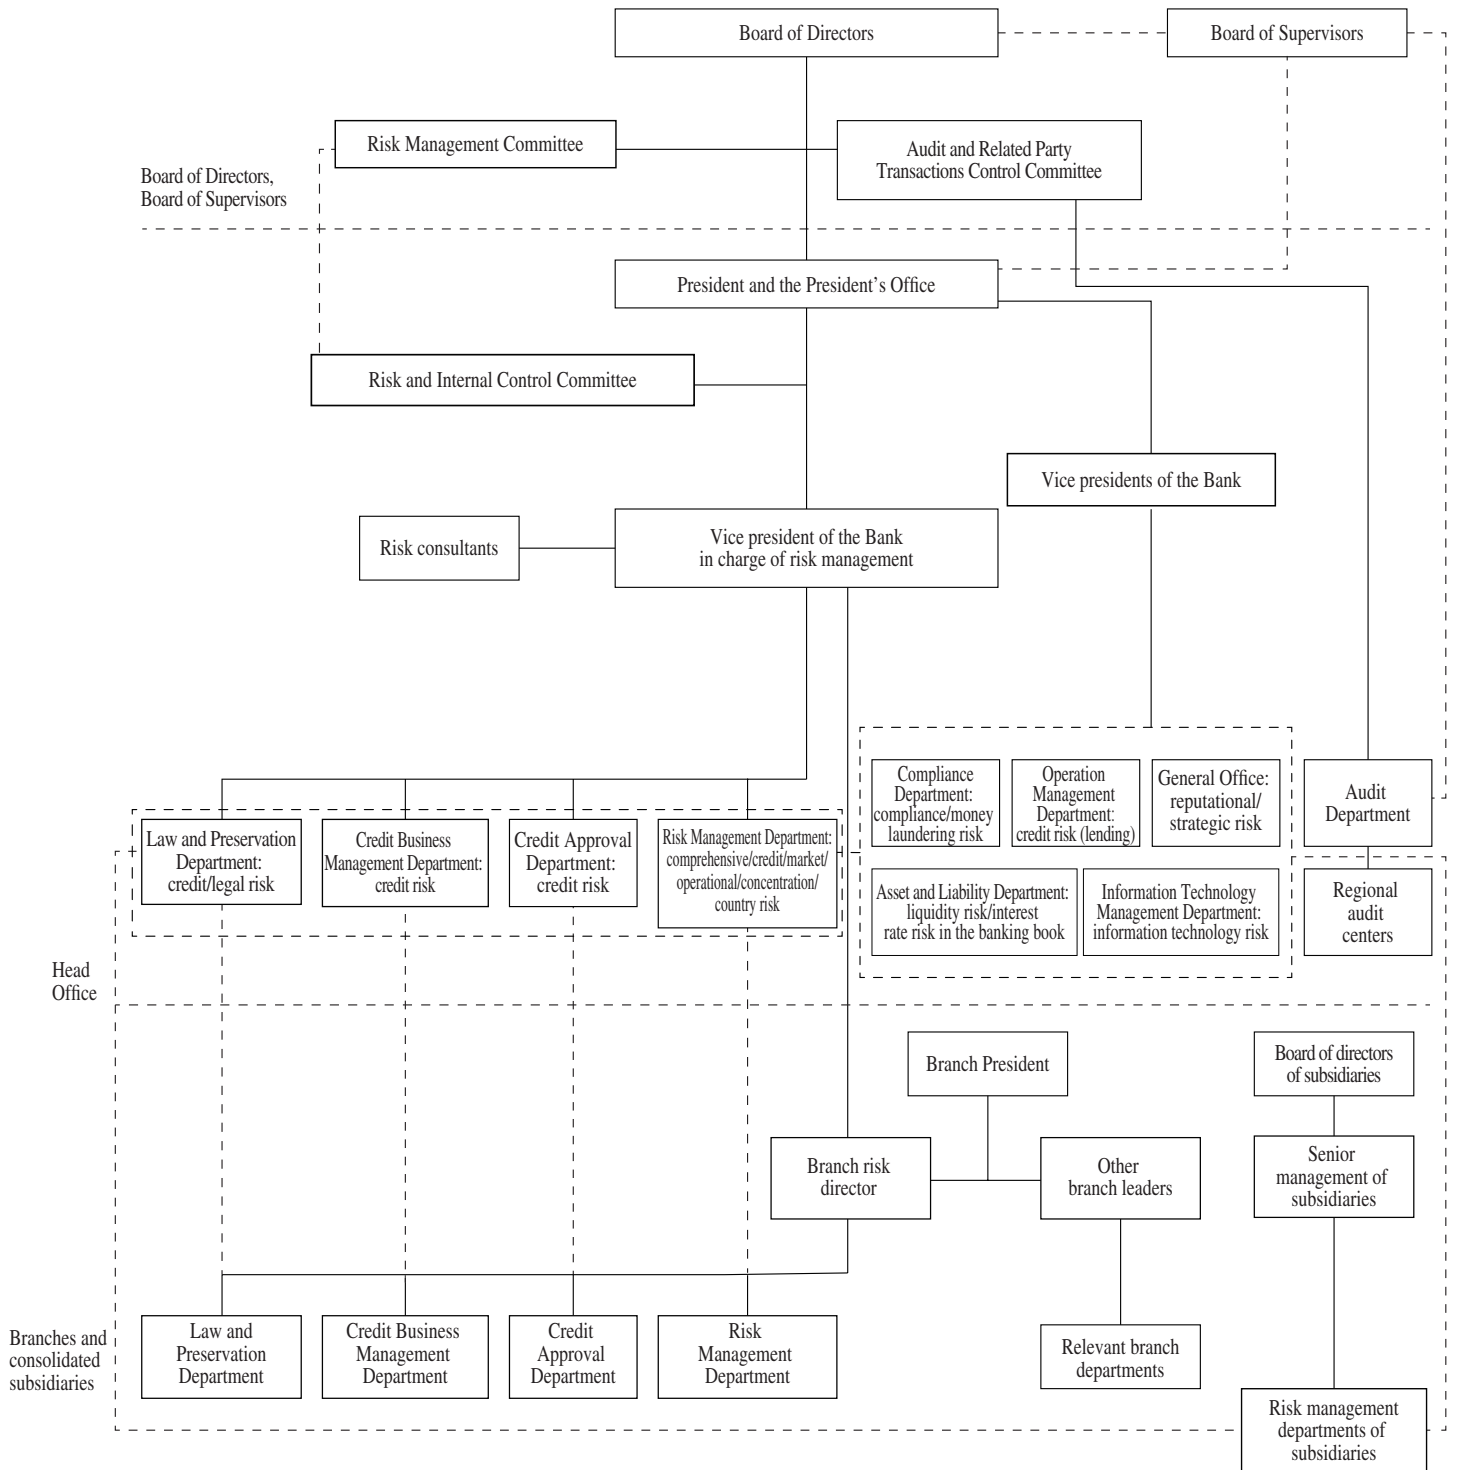 Board of Directors
Board of Supervisors
Risk Management Committee
Audit and Related Party
Transactions Control Committee
Board of Directors,
Board of Supervisors
President and the President’s Office
Risk and Internal Control Committee
Vice presidents of the Bank
Risk consultants
Vice president of the Bank
in charge of risk management
Law and Preservation
Department:
credit/legal risk
Credit Business
Management Department:
credit risk
Credit Approval
Department:
credit risk
Risk Management Department:
comprehensive/credit/market/
operational/concentration/
country risk
Compliance
Department:
compliance/money
laundering risk
Operation
Management
Department:
credit risk (lending)
General Office:
reputational/
strategic risk
Audit
Department
Asset and Liability Department:
liquidity risk/interest
rate risk in the banking book
Information Technology
Management Department:
information technology risk
Regional
audit
centers
Head
Office
Branch President
Board of directors
of subsidiaries
Branch risk
director
Other
branch leaders
Senior
management of
subsidiaries
Branches and
consolidated
subsidiaries
Law and
Preservation
Department
Credit Business
Management
Department
Credit
Approval
Department
Risk
Management
Department
Relevant branch
departments
Risk management
departments of
subsidiaries